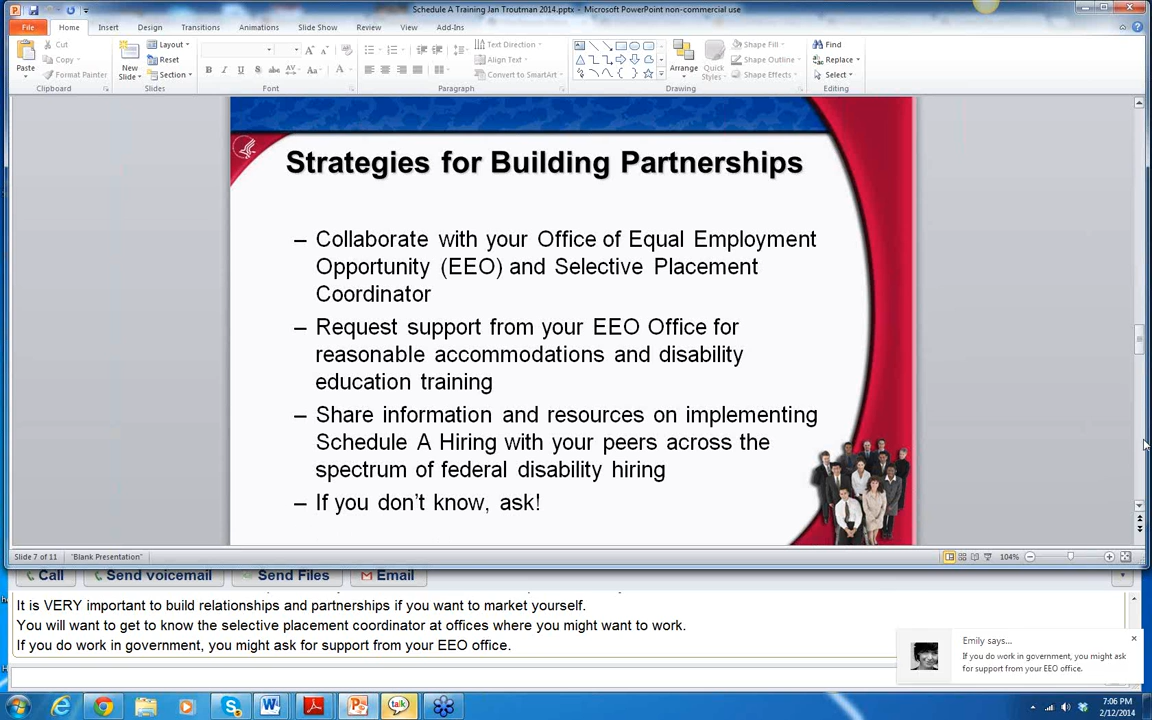 Schedule A Training Jan Troutman 2014.pptx - Microsoft PowerPoint non-commercial use
File Home Insert Design Transitions Animations Slide Show Review View Add-Ins
Paste
Cut
Copy
Format Painter
Clipboard
New Slide
Layout
Reset
Section
Slides
B I U S abc AV Aa A
Font
Text Direction
Align Text
Convert to SmartArt
Paragraph
Arrange
Quick Styles
Shape Fill
Shape Outline
Shape Effects
Drawing
Find
Replace
Select
Editing
Strategies for Building Partnerships
– Collaborate with your Office of Equal Employment
Opportunity (EEO) and Selective Placement
Coordinator
– Request support from your EEO Office for
reasonable accommodations and disability
education training
– Share information and resources on implementing
Schedule A Hiring with your peers across the
spectrum of federal disability hiring
– If you don't know, ask!
Slide 7 of 11 "Blank Presentation" 104%
Call Send voicemail Send Files Email
It is VERY important to build relationships and partnerships if you want to market yourself.
You will want to get to know the selective placement coordinator at offices where you might want to work.
If you do work in government, you might ask for support from your EEO office.
Emily says...
If you do work in government, you might ask
for support from your EEO office.
talk
7:06 PM
2/12/2014